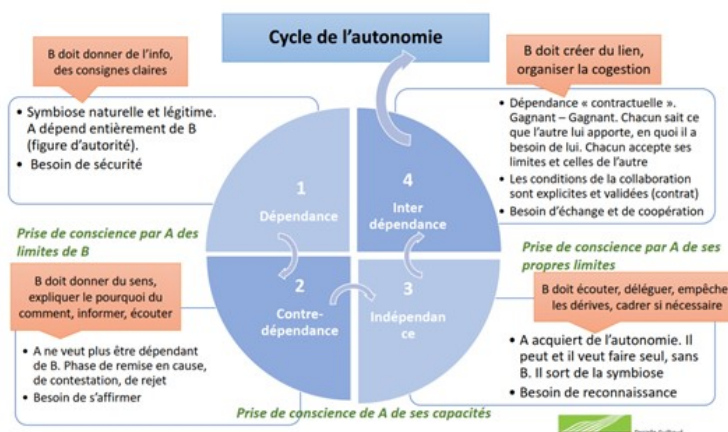 Cycle de l'autonomie
B doit donner de l'info,
des consignes claires
• Symbiose naturelle et légitime.
A dépend entièrement de B
(figure d'autorité).
• Besoin de sécurité
B doit créer du lien,
organiser la cogestion
• Dépendance « contractuelle ».
Gagnant – Gagnant. Chacun sait ce
que l'autre lui apporte, en quoi il a
besoin de lui. Chacun accepte ses
limites et celles de l'autre
• Les conditions de la collaboration
sont explicites et validées (contrat)
• Besoin d'échange et de coopération
1
Dépendance
4
Inter
dépendance
Prise de conscience par A des
limites de B
Prise de conscience par A de ses
propres limites
B doit donner du sens,
expliquer le pourquoi du
comment, informer, écouter
• A ne veut plus être dépendant
de B. Phase de remise en cause,
de contestation, de rejet
• Besoin de s'affirmer
2
Contre-
dépendance
3
Indépendan
ce
B doit écouter, déléguer, empêche
les dérives, cadrer si nécessaire
• A acquiert de l'autonomie. Il
peut et il veut faire seul, sans
B. Il sort de la symbiose
• Besoin de reconnaissance
Prise de conscience de A de ses capacités